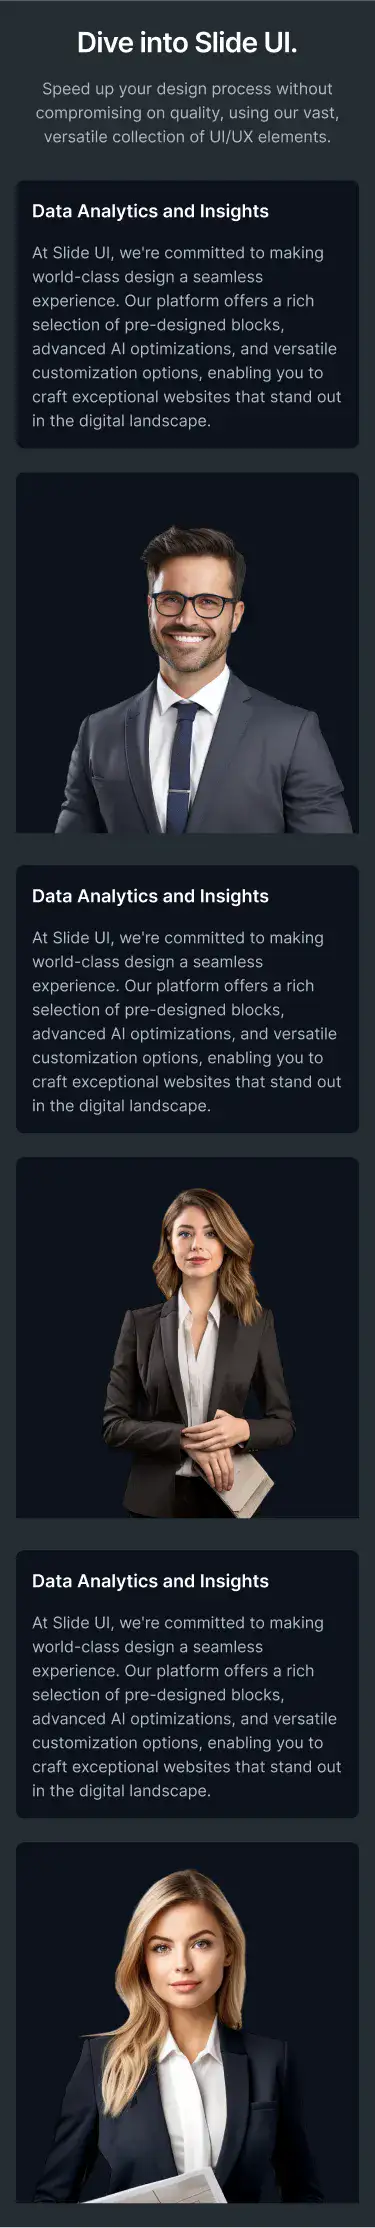 Dive into Slide UI.
Speed up your design process without
compromising on quality, using our vast,
versatile collection of UI/UX elements.
Data Analytics and Insights
At Slide UI, we're committed to making
world-class design a seamless
experience. Our platform offers a rich
selection of pre-designed blocks,
advanced AI optimizations, and versatile
customization options, enabling you to
craft exceptional websites that stand out
in the digital landscape.
Data Analytics and Insights
At Slide UI, we're committed to making
world-class design a seamless
experience. Our platform offers a rich
selection of pre-designed blocks,
advanced AI optimizations, and versatile
customization options, enabling you to
craft exceptional websites that stand out
in the digital landscape.
Data Analytics and Insights
At Slide UI, we're committed to making
world-class design a seamless
experience. Our platform offers a rich
selection of pre-designed blocks,
advanced AI optimizations, and versatile
customization options, enabling you to
craft exceptional websites that stand out
in the digital landscape.